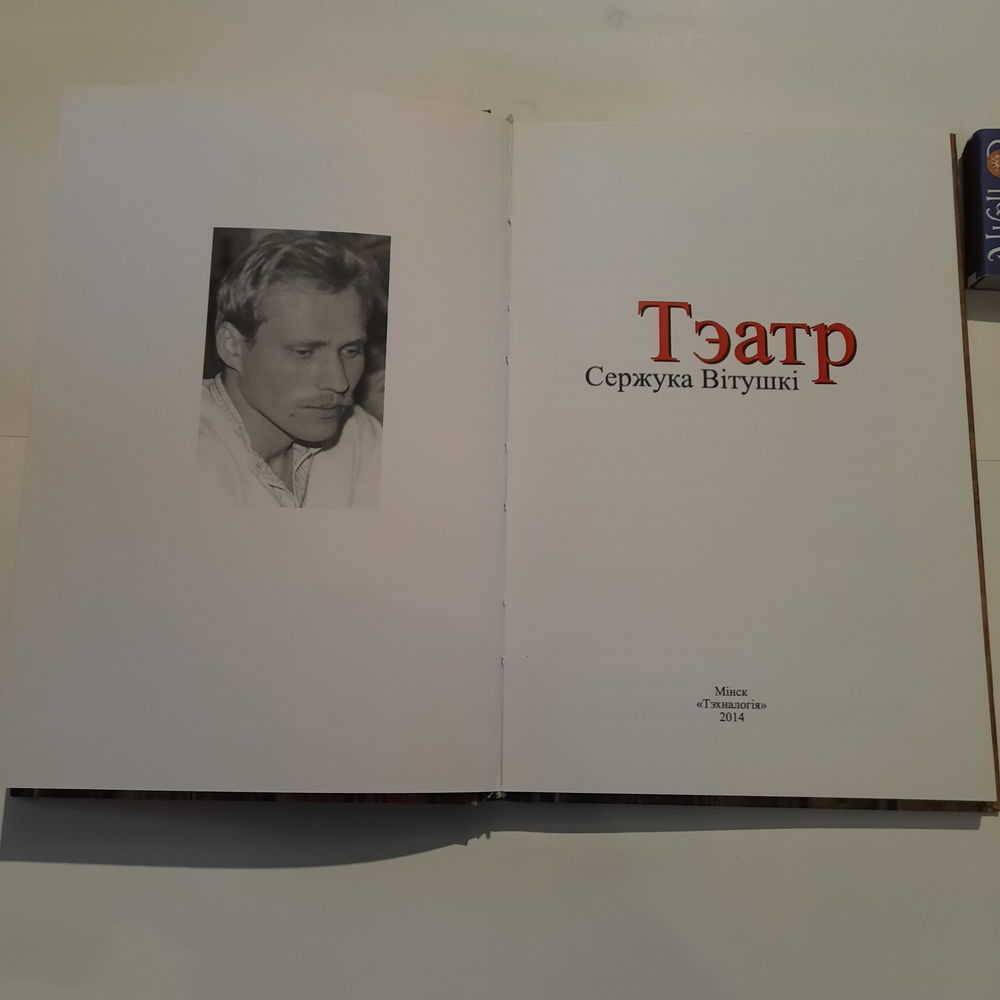 Тэатр
Сержука Вітушкі
Мінск
«Тэхналогія»
2014